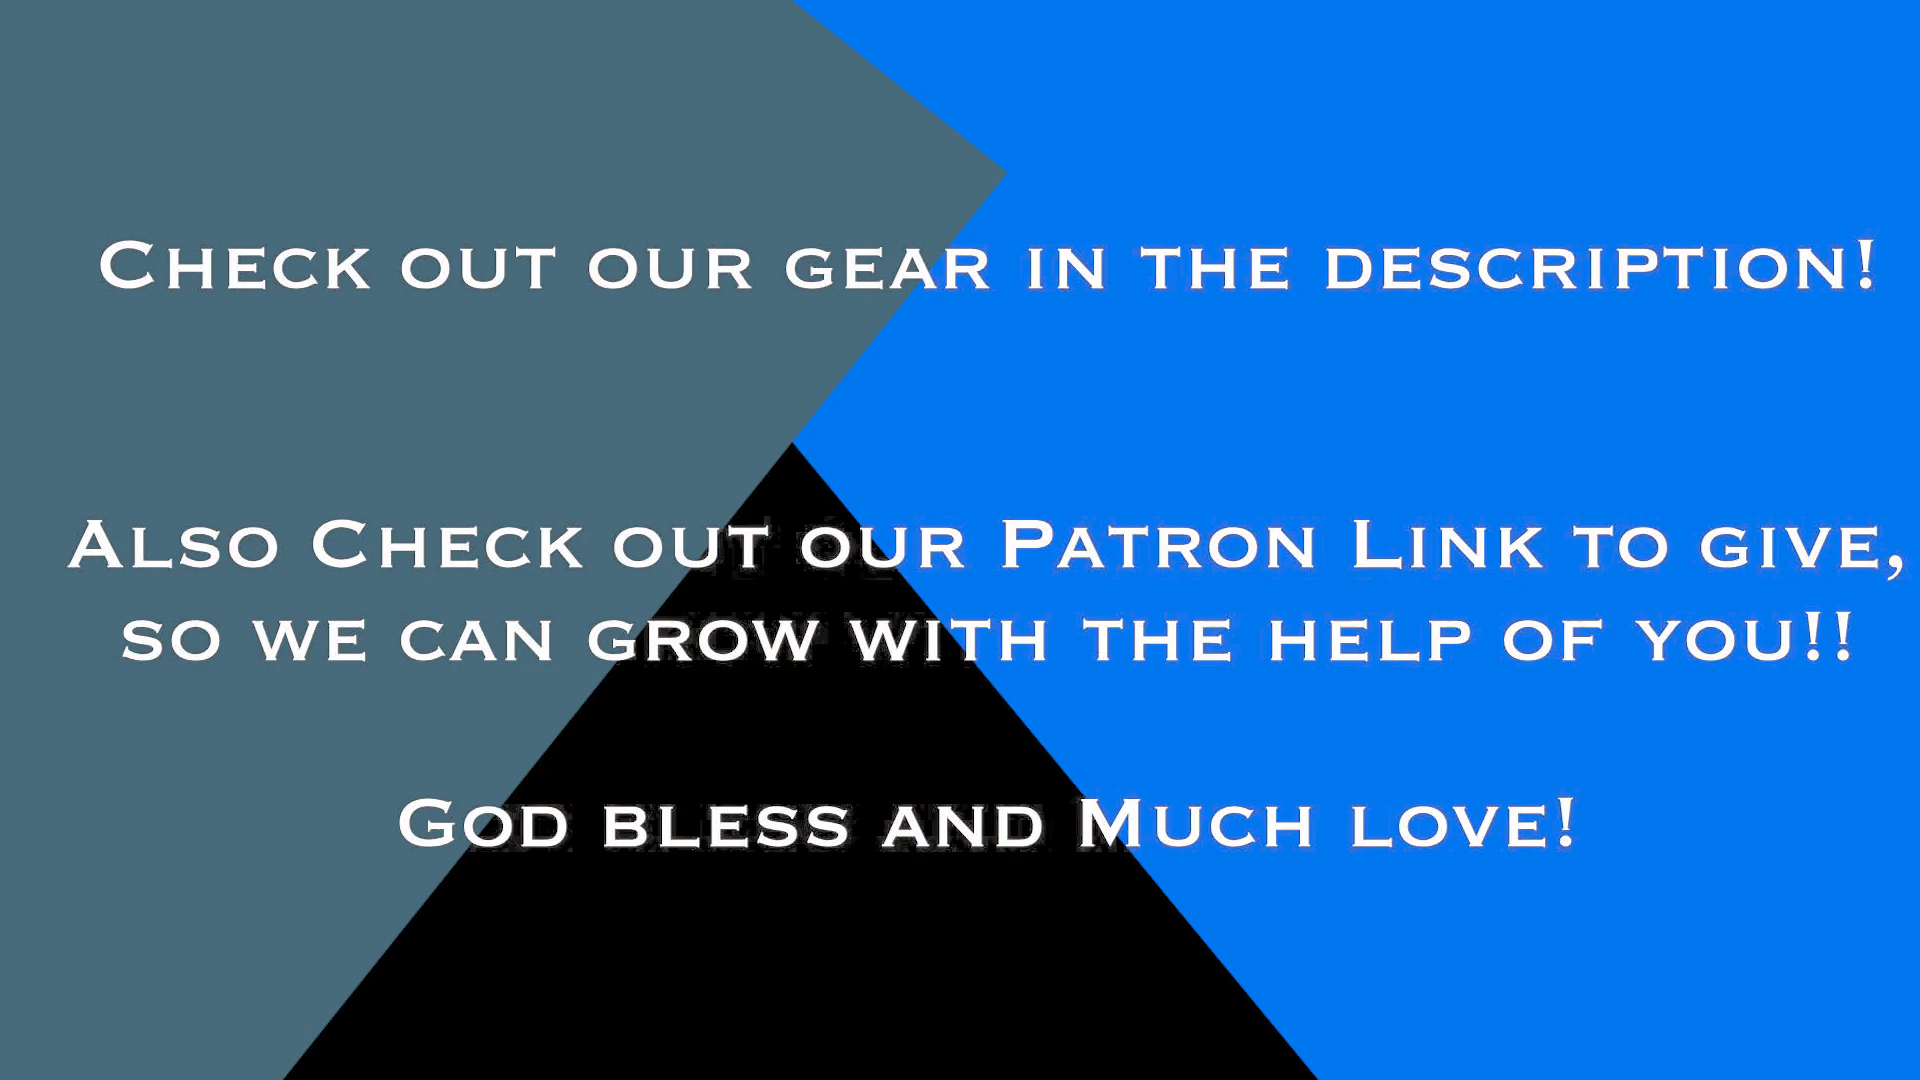 Check out our gear in the description!
Also Check out our Patron Link to give,
so we can grow with the help of you!!
God bless and Much love!